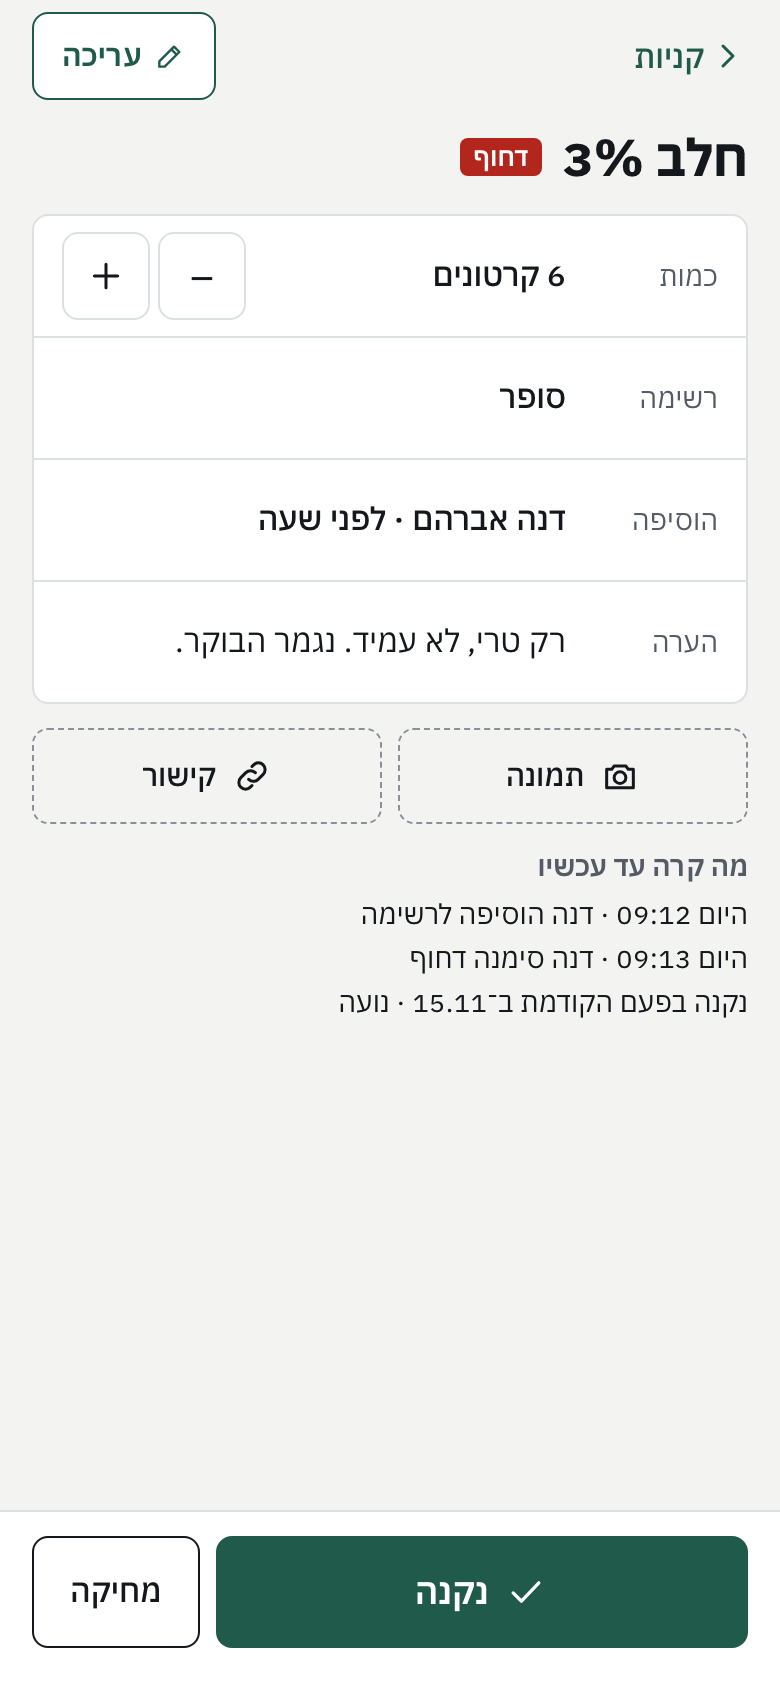 קניות
עריכה
חלב 3% דחוף
כמות 6 קרטונים − +
רשימה סופר
הוסיפה דנה אברהם · לפני שעה
הערה רק טרי, לא עמיד. נגמר הבוקר.
תמונה
קישור
מה קרה עד עכשיו
היום 09:12 · דנה הוסיפה לרשימה
היום 09:13 · דנה סימנה דחוף
נקנה בפעם הקודמת ב־15.11 · נועה
נקנה
מחיקה